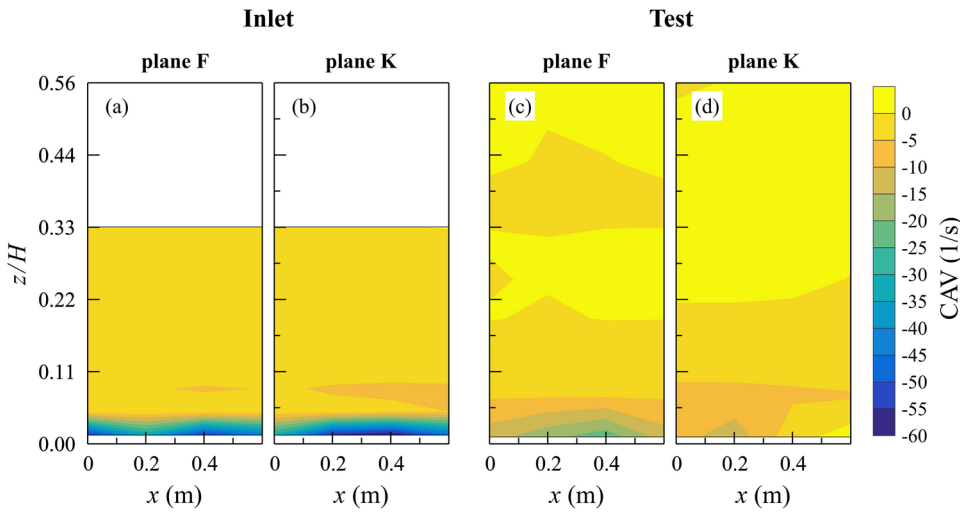 Inlet Test
plane F plane K plane F plane K
(a) (b) (c) (d)
z/H
0.56
0.44
0.33
0.22
0.11
0.00
0 0.2 0.4 0 0.2 0.4 0 0.2 0.4 0 0.2 0.4
x (m) x (m) x (m) x (m)
0
-5
-10
-15
-20
-25
-30
-35
-40
-45
-50
-55
-60
CAV (1/s)